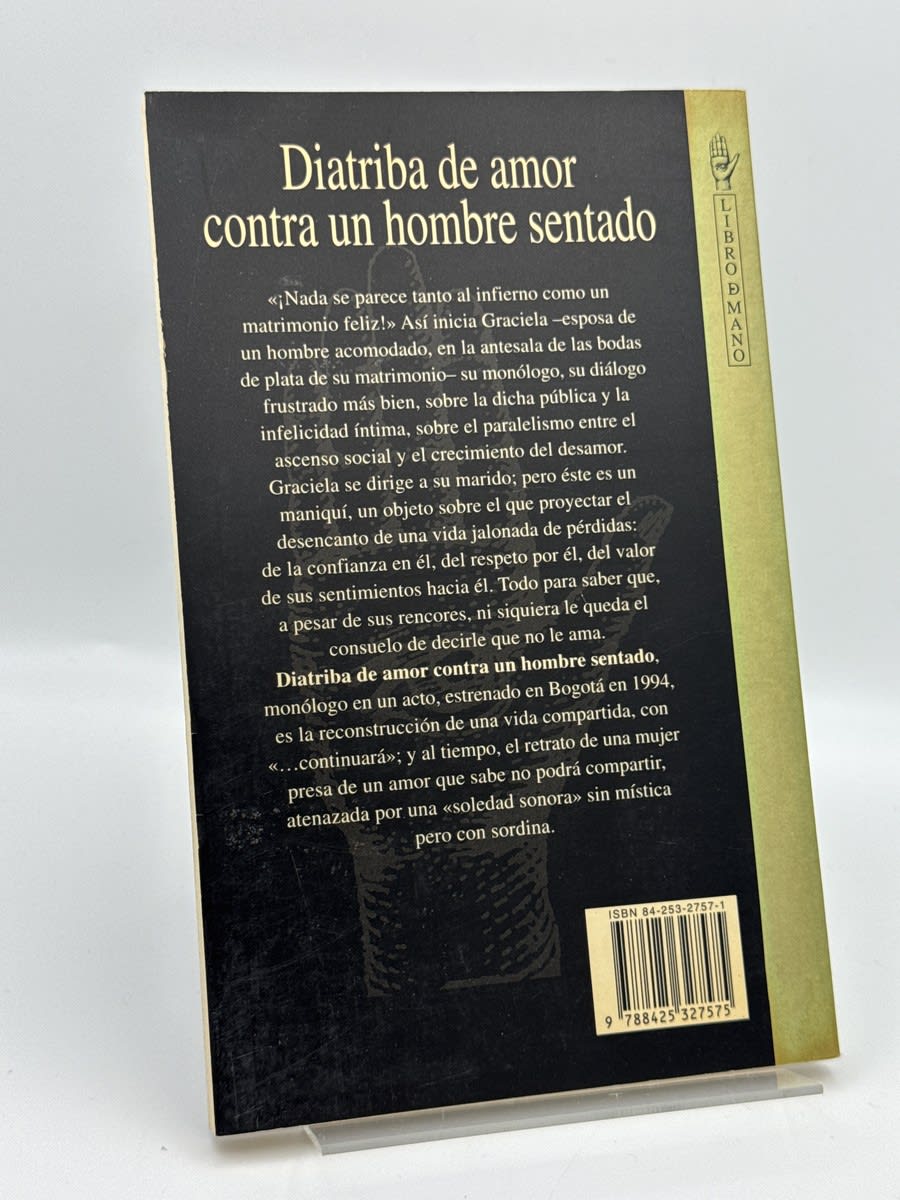 Diatriba de amor
contra un hombre sentado
«¡Nada se parece tanto al infierno como un
matrimonio feliz!» Así inicia Graciela –esposa de
un hombre acomodado, en la antesala de las bodas
de plata de su matrimonio– su monólogo, su diálogo
frustrado más bien, sobre la dicha pública y la
infelicidad íntima, sobre el paralelismo entre el
ascenso social y el crecimiento del desamor.
Graciela se dirige a su marido; pero éste es un
maniquí, un objeto sobre el que proyectar el
desencanto de una vida jalonada de pérdidas:
de la confianza en él, del respeto por él, del valor
de sus sentimientos hacia él. Todo para saber que,
a pesar de sus rencores, ni siquiera le queda el
consuelo de decirle que no le ama.
Diatriba de amor contra un hombre sentado,
monólogo en un acto, estrenado en Bogotá en 1994,
es la reconstrucción de una vida compartida, con
«...continuará»; y al tiempo, el retrato de una mujer
presa de un amor que sabe no podrá compartir,
atenazada por una «soledad sonora» sin mística
pero con sordina.
LIBRO DE MANO
ISBN 84-253-2757-1
9 788425 327575